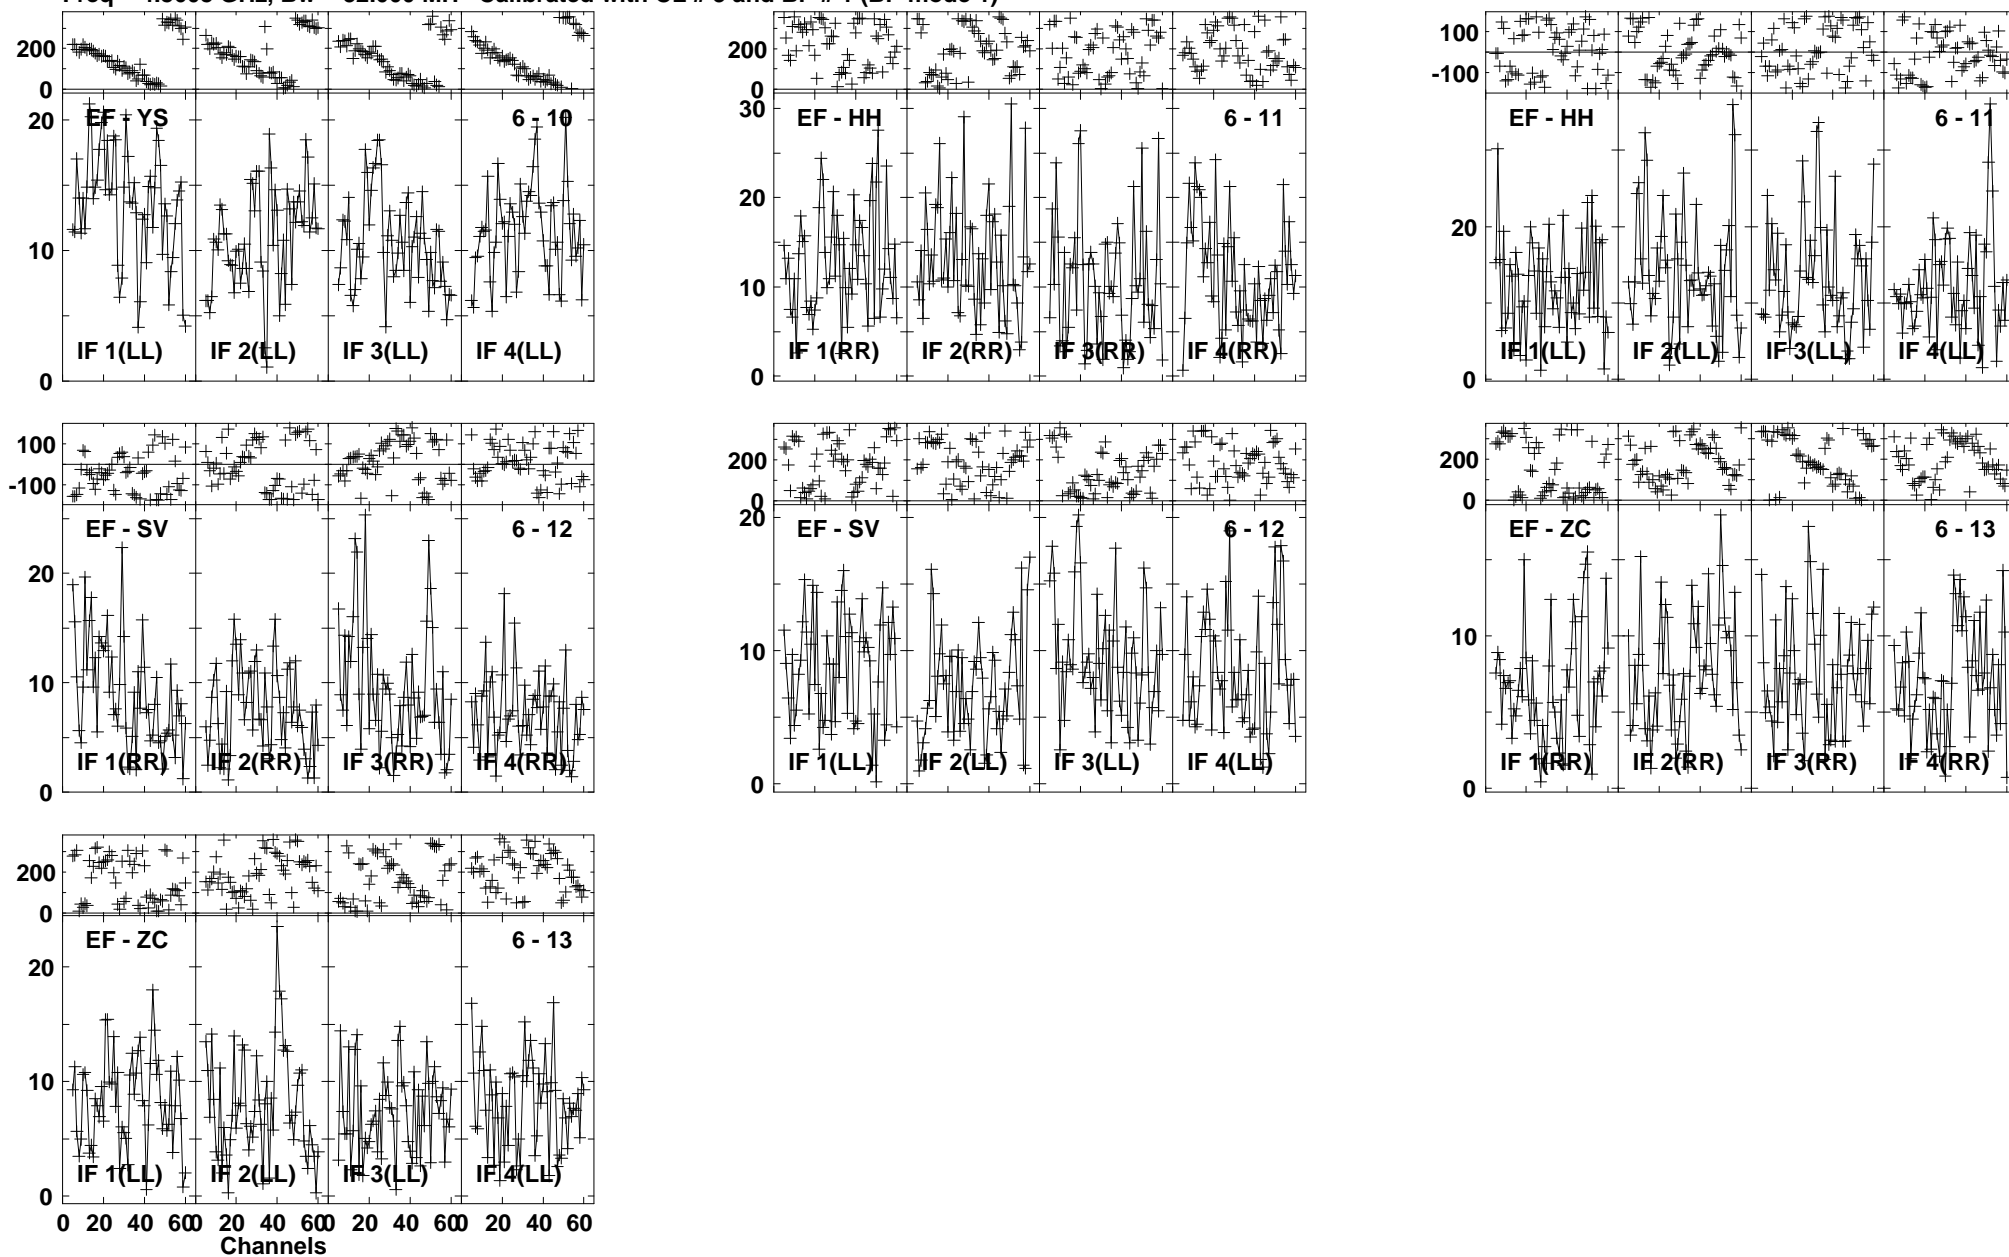 200
0
EF - YS 6 - 10
20
10
0
IF 1(LL) IF 2(LL) IF 3(LL) IF 4(LL)
200
0
EF - HH 6 - 11
30
20
10
0
IF 1(RR) IF 2(RR) IF 3(RR) IF 4(RR)
100
-100
EF - HH 6 - 11
20
0
IF 1(LL) IF 2(LL) IF 3(LL) IF 4(LL)
100
-100
EF - SV 6 - 12
20
10
0
IF 1(RR) IF 2(RR) IF 3(RR) IF 4(RR)
200
0
EF - SV 6 - 12
20
10
0
IF 1(LL) IF 2(LL) IF 3(LL) IF 4(LL)
200
0
EF - ZC 6 - 13
10
0
IF 1(RR) IF 2(RR) IF 3(RR) IF 4(RR)
200
0
EF - ZC 6 - 13
20
10
0
IF 1(LL) IF 2(LL) IF 3(LL) IF 4(LL)
0 20 40 60 0 20 40 60 0 20 40 60 0 20 40 60
Channels